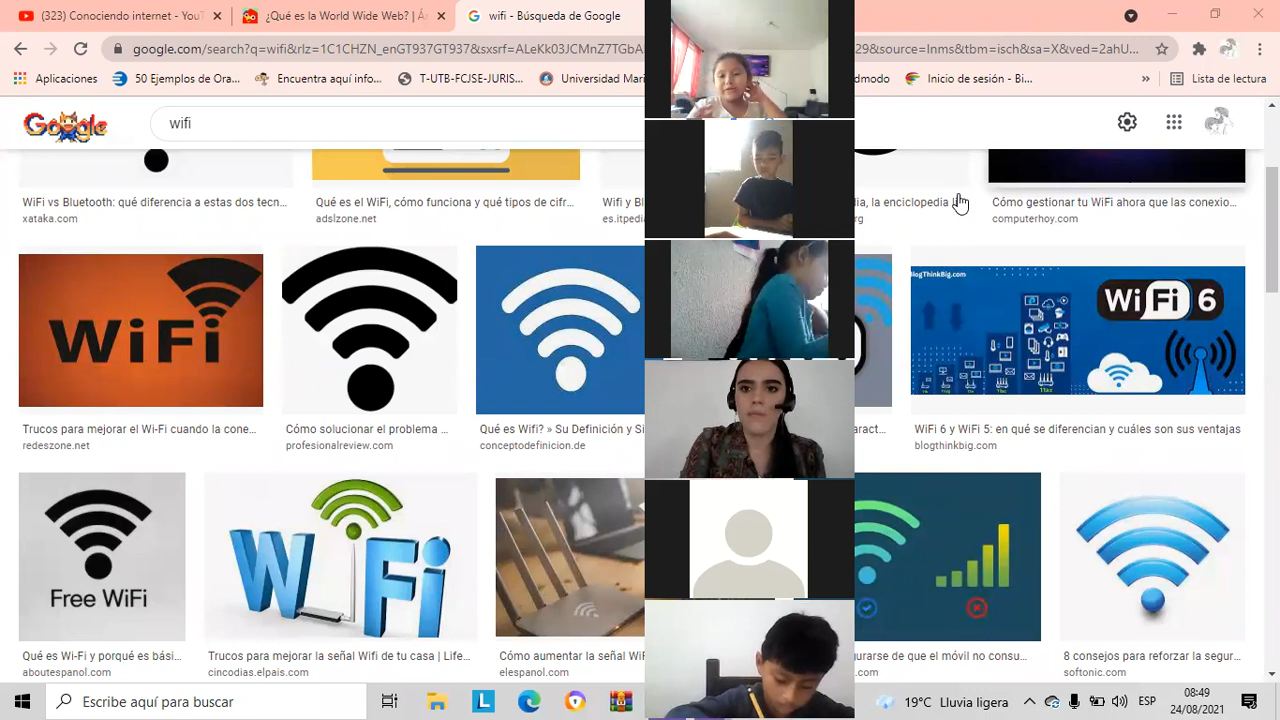 (323) Conocimient
¿Qué es World Wide Web? | Á
wifi - Búsqueda de Google
google.com/search?q=wifi&rlz=1C1CHZN_enGT937GT937&sxsrf=ALeKk03JCMnZ7TGbA
29&source=lnms&tbm=isch&sa=X&ved=2ahU...
Aplicaciones
50 Ejemplos de Ora
Encuentra infinidad
T-UTB-FCJSE-JURIS...
Universidad Maria
dmodo
Inicio de sesión - Bi...
»
Lista de lectura
Google
wifi
WiFi vs Bluetooth: qué diferencia a estas dos tecn...
xataka.com
Qué es el WiFi, cómo funciona y qué tipos de cifr...
adslzone.net
Wifi y Bl
es.itpedia
dia, la enciclopedia
rg
Cómo gestionar tu WiFi ahora que las conexio...
computerhoy.com
WiFi
BlogThinkBig.com
WiFi 6
Trucos para mejorar el Wi-Fi cuando la cone...
redeszone.net
Cómo solucionar el problema ...
profesionalreview.com
Qué es Wifi? » Su Definición y Si
conceptodefinicion.de
aract...
WiFi 6 y WiFi 5: en qué se diferencian y cuáles son sus ventajas
blogthinkbig.com
Free WiFi
WiFi
Qué es Wi-Fi y porqué es bási...
aboutespanol.com
Trucos para mejorar la señal Wifi de tu casa | Life...
cincodias.elpais.com
Cómo aumentar la señal WiF
elespanol.com
urarse de que el móvil no consu...
.com
8 consejos para reforzar la segur...
softonic.com
Escribe aquí para buscar
19°C Lluvia ligera
ESP
08:49
24/08/2021